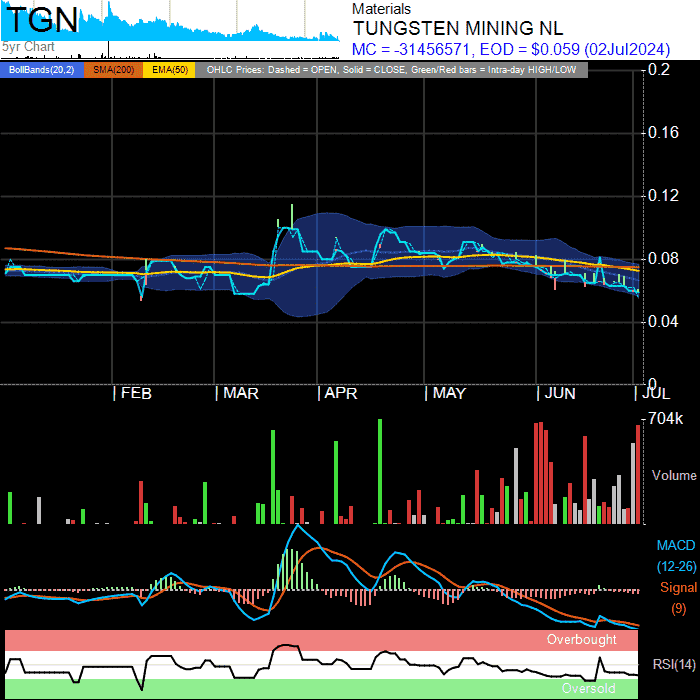 TGN
5yr Chart
Materials
TUNGSTEN MINING NL
MC = -31456571, EOD = $0.059 (02Jul2024)
BollBands(20,2) SMA(200) EMA(50) OHLC Prices: Dashed = OPEN, Solid = CLOSE, Green/Red bars = Intra-day HIGH/LOW
0.2
0.16
0.12
0.08
0.04
0
FEB MAR APR MAY JUN JUL
704k
Volume
MACD
(12-26)
Signal
(9)
Overbought
RSI(14)
Oversold